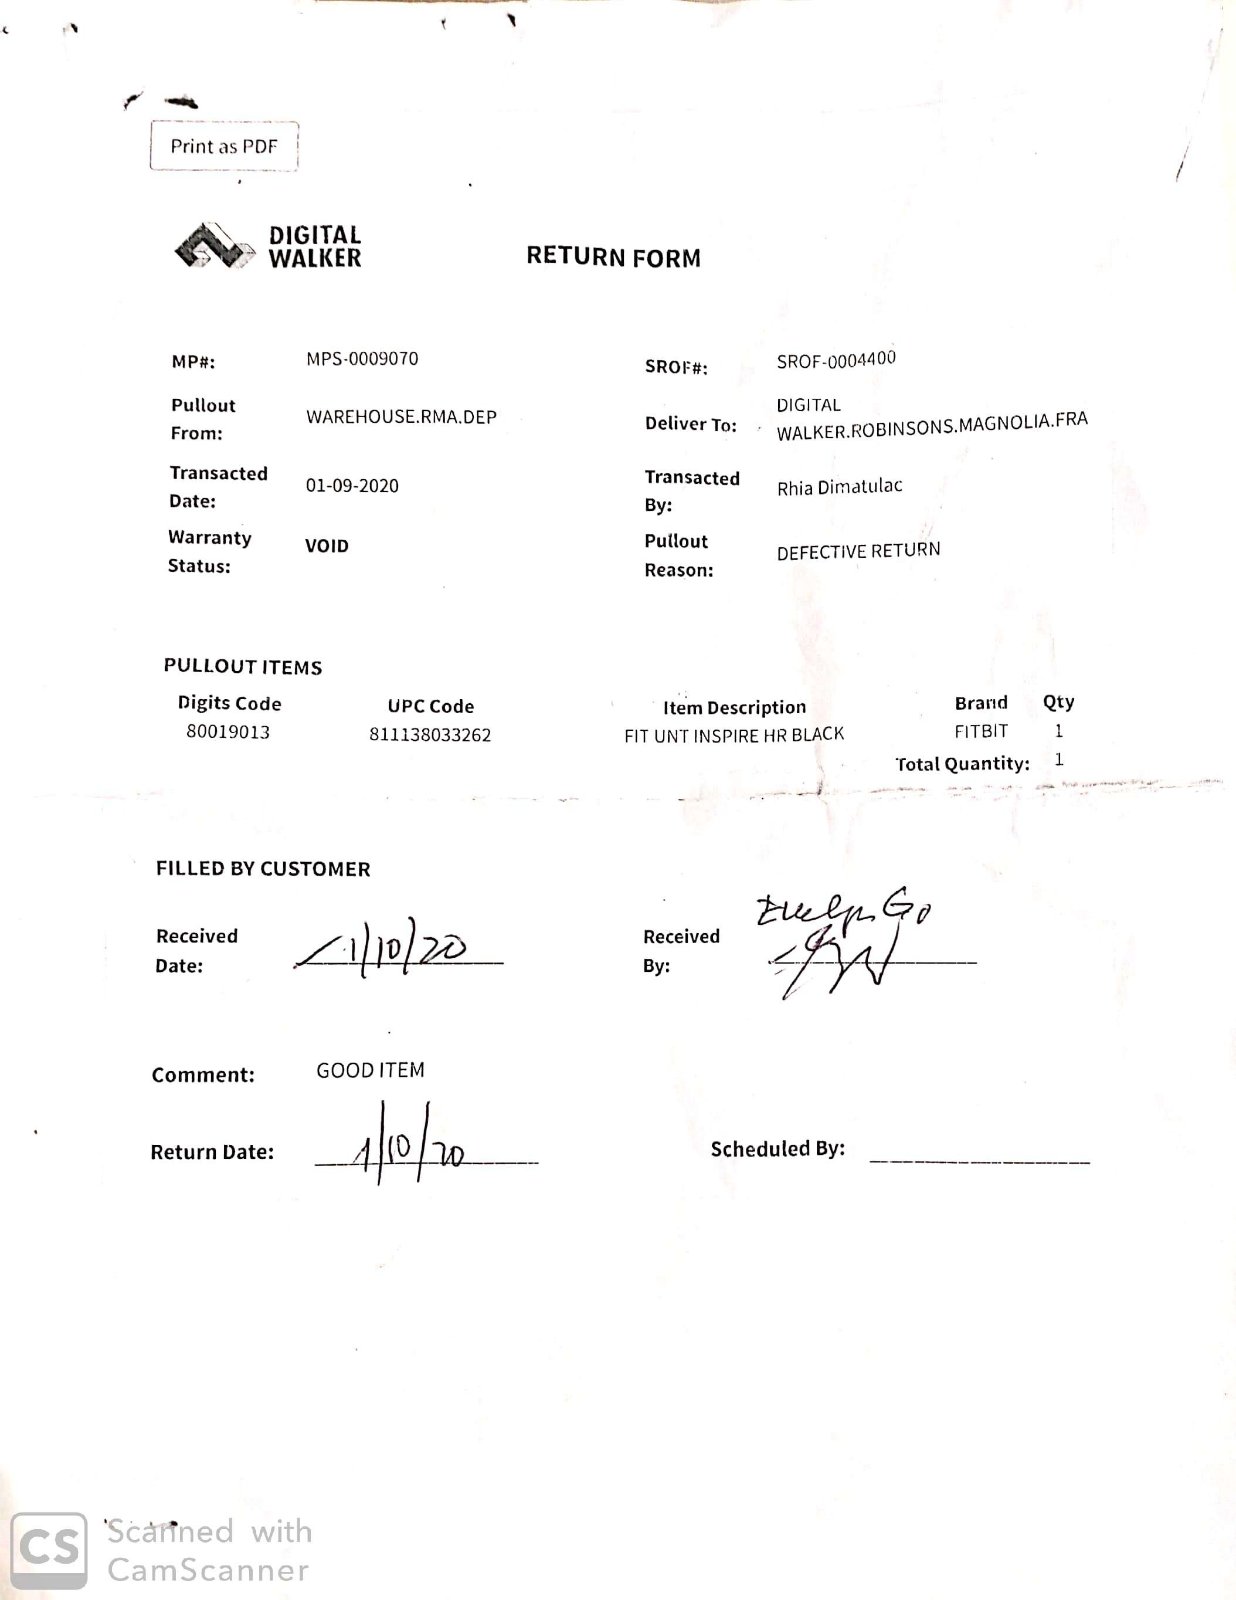 Print as PDF
DIGITAL
WALKER
RETURN FORM
MP#: MPS-0009070
SROF#: SROF-0004400
Pullout
From: WAREHOUSE.RMA.DEP
Deliver To: DIGITAL
WALKER.ROBINSONS.MAGNOLIA.FRA
Transacted
Date: 01-09-2020
Transacted
By: Rhia Dimatulac
Warranty
Status: VOID
Pullout
Reason: DEFECTIVE RETURN
PULLOUT ITEMS
Digits Code UPC Code Item Description Brand Qty
80019013 811138033262 FIT UNT INSPIRE HR BLACK FITBIT 1
Total Quantity: 1
FILLED BY CUSTOMER
Received
Date: 1/10/20
Received
By: Evelyn Go
Comment: GOOD ITEM
Return Date: 1/10/20
Scheduled By:
CS Scanned with
CamScanner